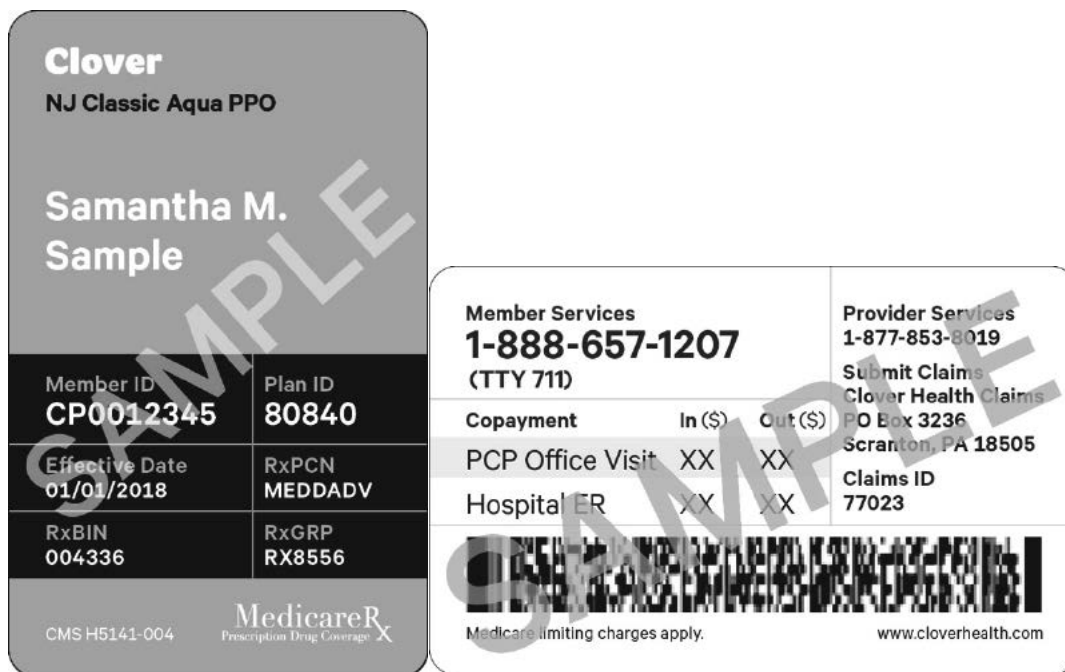 Clover
NJ Classic Aqua PPO
Samantha M.
Sample
Member ID Plan ID
CP0012345 80840
Effective Date RxPCN
01/01/2018 MEDDADV
RxBIN RxGRP
004336 RX8556
CMS H5141-004
MedicareRx
Prescription Drug Coverage
SAMPLE
Member Services
1-888-657-1207
(TTY 711)
Copayment In ($) Out ($)
PCP Office Visit XX XX
Hospital ER XX XX
Provider Services
1-877-853-8019
Submit Claims
Clover Health Claims
PO Box 3236
Scranton, PA 18505
Claims ID
77023
Medicare limiting charges apply.
www.cloverhealth.com
SAMPLE